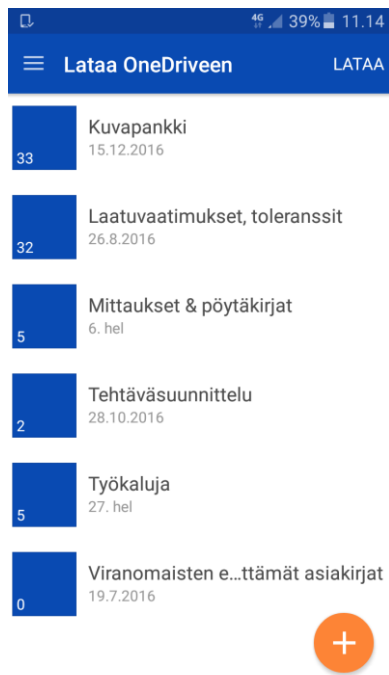 4G 39% 11.14
Lataa OneDriveen LATAA
Kuvapankki
15.12.2016
33
Laatuvaatimukset, toleranssit
26.8.2016
32
Mittaukset & pöytäkirjat
6. hel
5
Tehtäväsuunnittelu
28.10.2016
2
Työkaluja
27. hel
5
Viranomaisten e...ttämät asiakirjat
19.7.2016
0